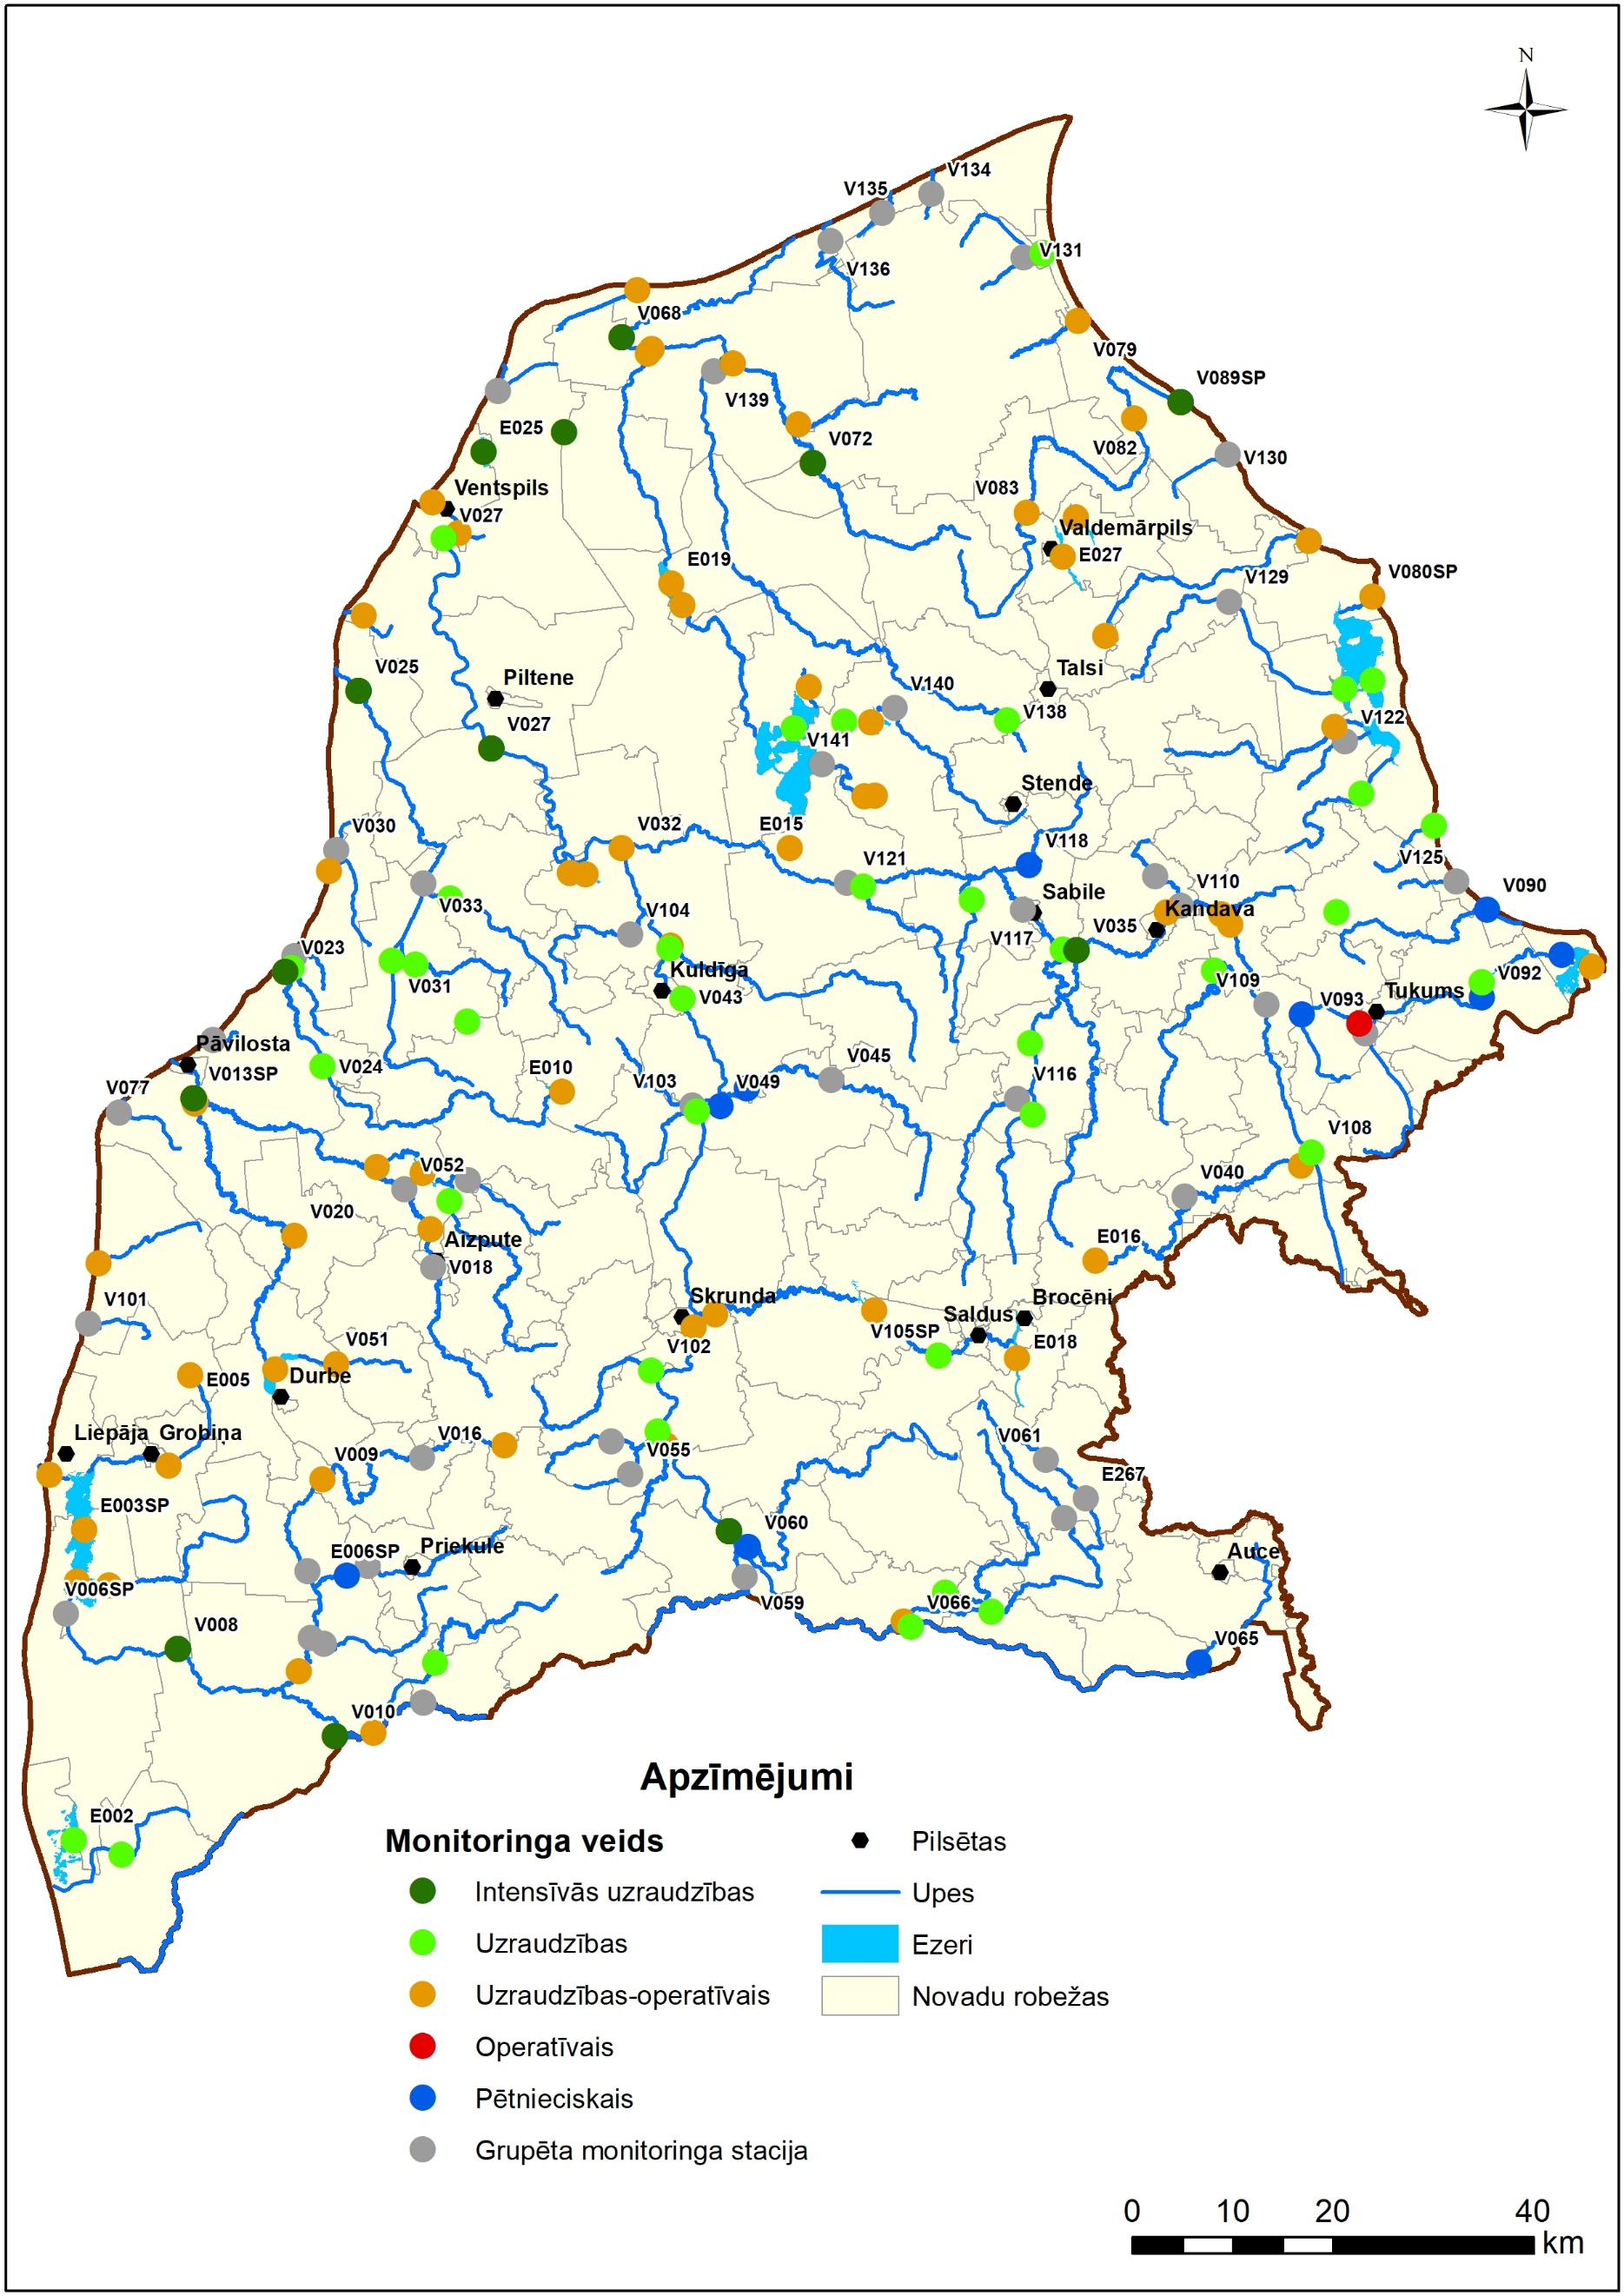 N
V134
V135
V131
V136
V068
V079
V089SP
V139
E025
V072
V082
V130
Ventspils
V083
V027
Valdemārpils
E027
E019
V129
V080SP
V025
Talsi
Piltene
V140
V138
V122
V027
V141
Stende
V030
V032
E015
V118
V121
V125
V033
Sabile
V110
V090
V104
Kandava
V035
V117
V023
Kuldīga
V031
V043
V109
V092
Tukums
V093
Pāvilosta
V013SP
V024
E010
V045
V103
V049
V116
V077
V108
V052
V040
V020
E016
Aizpute
V018
Skrunda
Brocēni
V101
Saldus
V105SP
V051
V102
E018
Durbe
E005
Liepāja
Grobiņa
V016
V009
V055
V061
E267
E003SP
V060
E006SP
Priekule
Auce
V006SP
V059
V066
V008
V065
V010
E002
Apzīmējumi
Monitoringa veids
Intensīvās uzraudzības
Uzraudzības
Uzraudzības-operatīvais
Operatīvais
Pētnieciskais
Grupēta monitoringa stacija
Pilsētas
Upes
Ezeri
Novadu robežas
0 10 20 40
km